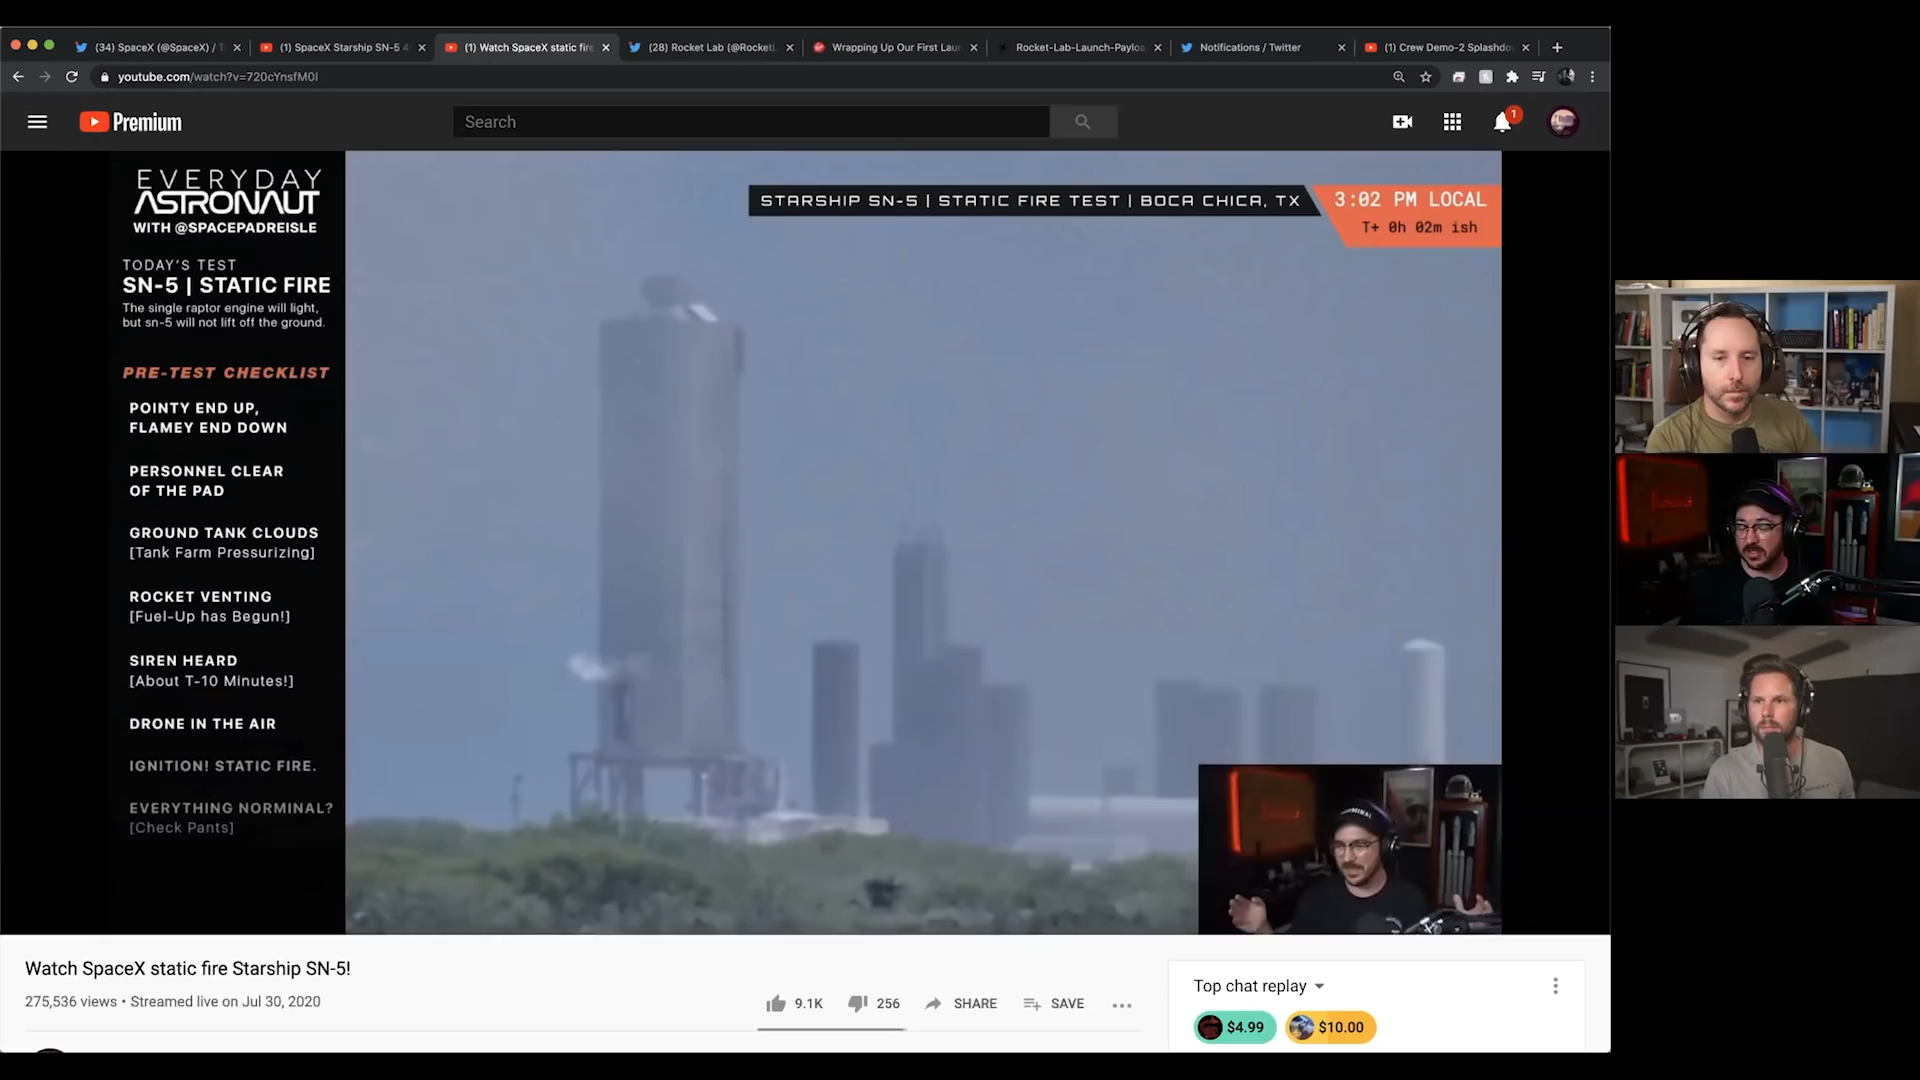 (34) SpaceX (@SpaceX) / T
(1) SpaceX Starship SN-5 4
(1) Watch SpaceX static fire
(28) Rocket Lab (@RocketL
Wrapping Up Our First Laun
Rocket-Lab-Launch-Payloa
Notifications / Twitter
(1) Crew Demo-2 Splashdo
youtube.com/watch?v=720cYnsfM0I
Premium
Search
1
EVERYDAY
ASTRONAUT
WITH @SPACEPADREISLE
TODAY'S TEST
SN-5 | STATIC FIRE
The single raptor engine will light,
but sn-5 will not lift off the ground.
PRE-TEST CHECKLIST
POINTY END UP,
FLAMEY END DOWN
PERSONNEL CLEAR
OF THE PAD
GROUND TANK CLOUDS
[Tank Farm Pressurizing]
ROCKET VENTING
[Fuel-Up has Begun!]
SIREN HEARD
[About T-10 Minutes!]
DRONE IN THE AIR
IGNITION! STATIC FIRE.
EVERYTHING NORMINAL?
[Check Pants]
STARSHIP SN-5 | STATIC FIRE TEST | BOCA CHICA, TX
3:02 PM LOCAL
T+ 0h 02m ish
Watch SpaceX static fire Starship SN-5!
275,536 views • Streamed live on Jul 30, 2020
9.1K
256
SHARE
SAVE
Top chat replay
$4.99
$10.00